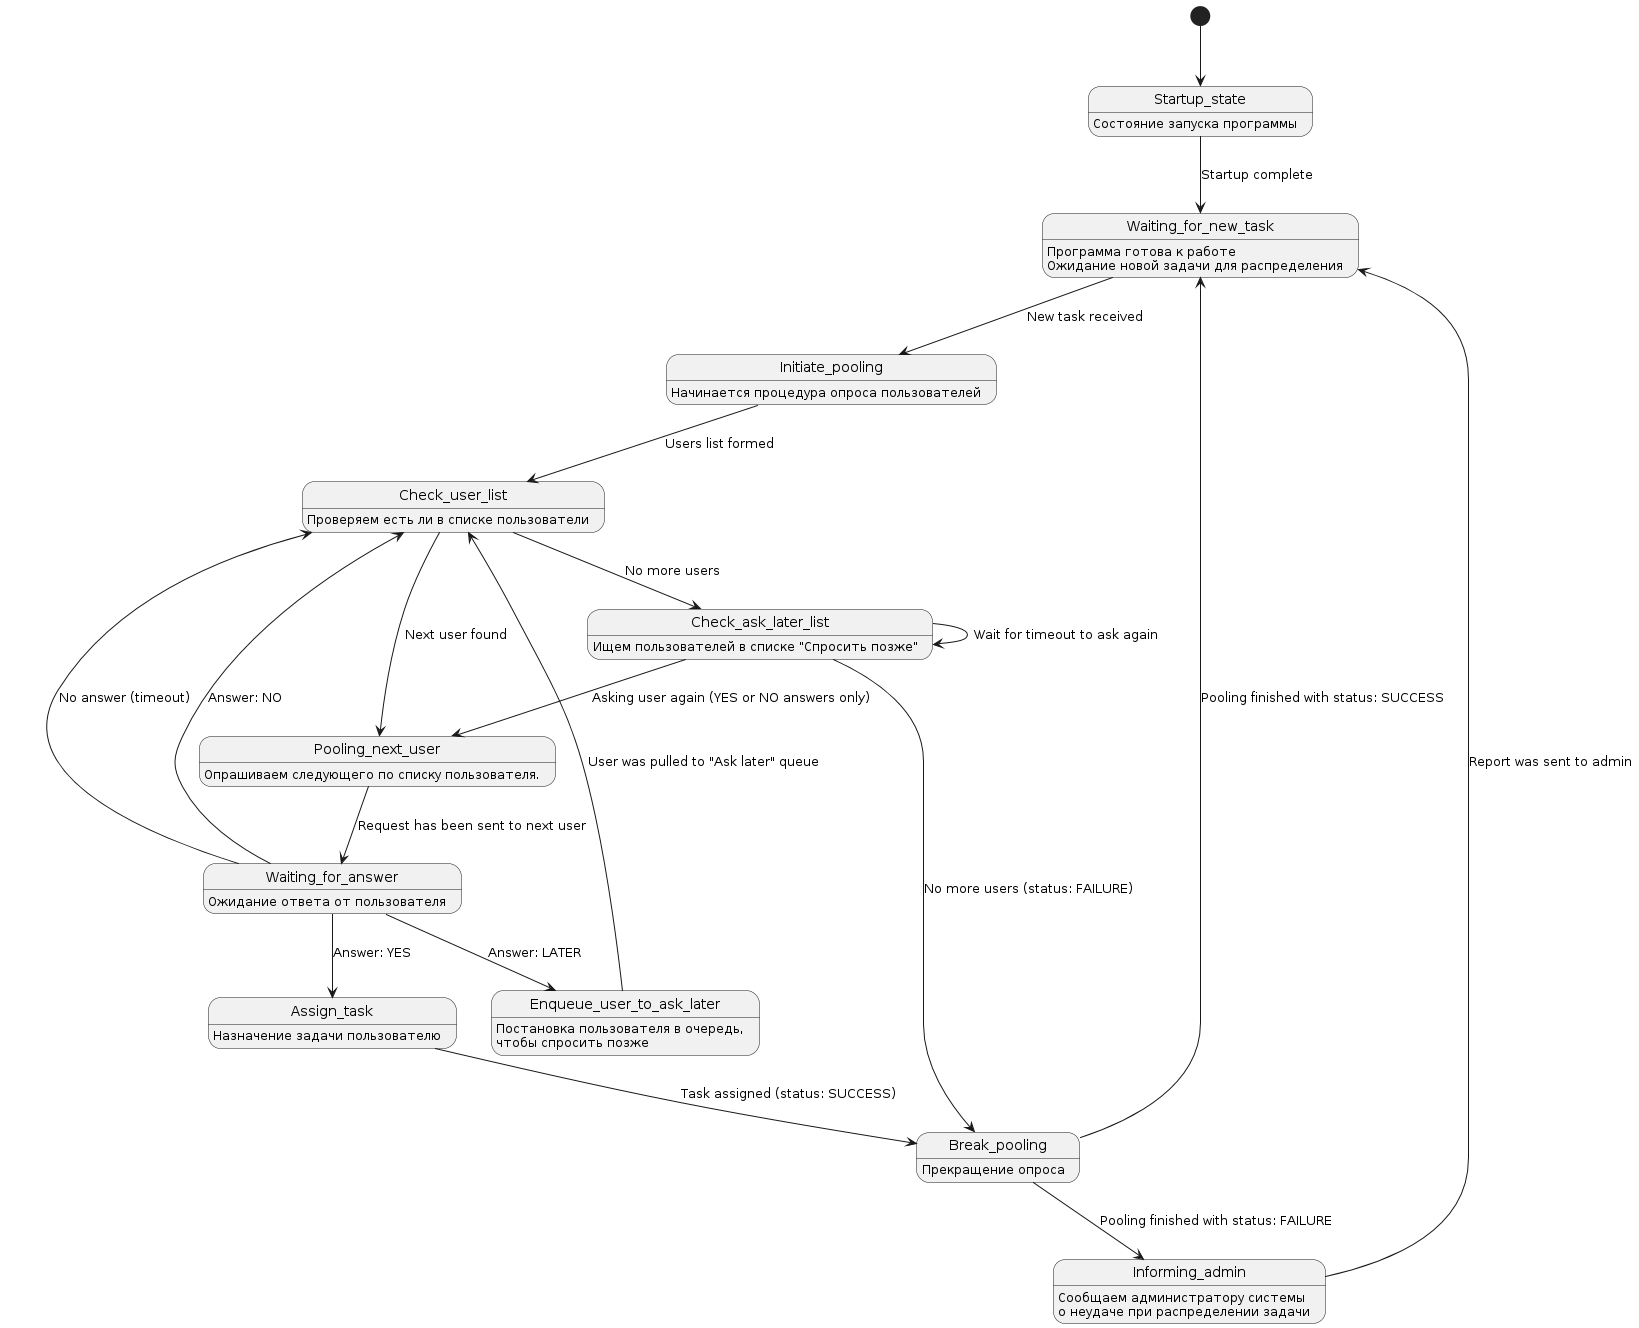 Startup_state
Состояние запуска программы
Startup complete
Waiting_for_new_task
Программа готова к работе
Ожидание новой задачи для распределения
New task received
Initiate_pooling
Начинается процедура опроса пользователей
Users list formed
Check_user_list
Проверяем есть ли в списке пользователи
No more users
Check_ask_later_list
Ищем пользователей в списке "Спросить позже"
Next user found
Wait for timeout to ask again
No answer (timeout)
Answer: NO
Asking user again (YES or NO answers only)
Pooling finished with status: SUCCESS
Pooling_next_user
Опрашиваем следующего по списку пользователя.
User was pulled to "Ask later" queue
Report was sent to admin
Request has been sent to next user
Waiting_for_answer
Ожидание ответа от пользователя
No more users (status: FAILURE)
Answer: YES
Answer: LATER
Assign_task
Назначение задачи пользователю
Enqueue_user_to_ask_later
Постановка пользователя в очередь,
чтобы спросить позже
Task assigned (status: SUCCESS)
Break_pooling
Прекращение опроса
Pooling finished with status: FAILURE
Informing_admin
Сообщаем администратору системы
о неудаче при распределении задачи